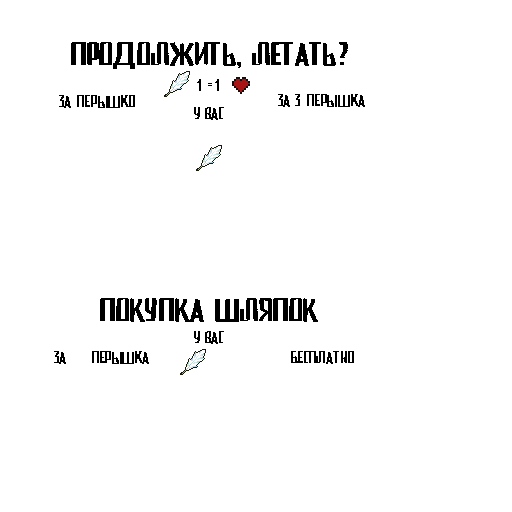 ПРОДОЛЖИТЬ, ЛЕТАТЬ?
1 =1
ЗА ПЕРЫШКО
ЗА 3 ПЕРЫШКА
У ВАС
ПОКУПКА ШЛЯПОК
У ВАС
ЗА ПЕРЫШКА
БЕСПЛАТНО